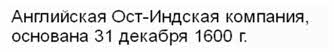 Английская Ост-Индская компания,
основана 31 декабря 1600 г.